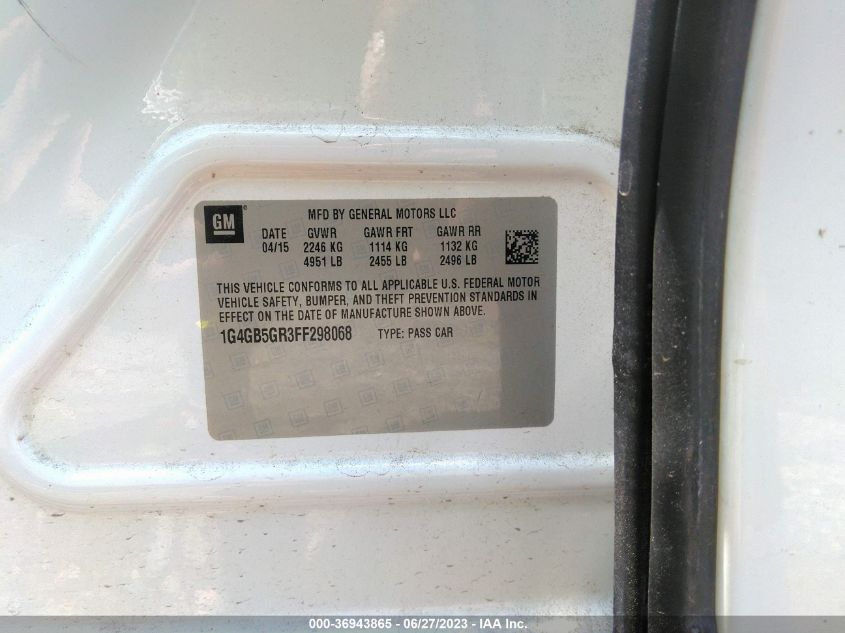 GM
®
MFD BY GENERAL MOTORS LLC
DATE GVWR GAWR FRT GAWR RR
04/15 2246 KG 1114 KG 1132 KG
4951 LB 2455 LB 2496 LB
THIS VEHICLE CONFORMS TO ALL APPLICABLE U.S. FEDERAL MOTOR
VEHICLE SAFETY, BUMPER, AND THEFT PREVENTION STANDARDS IN
EFFECT ON THE DATE OF MANUFACTURE SHOWN ABOVE.
1G4GB5GR3FF298068 TYPE: PASS CAR
000-36943865 - 06/27/2023 - IAA Inc.